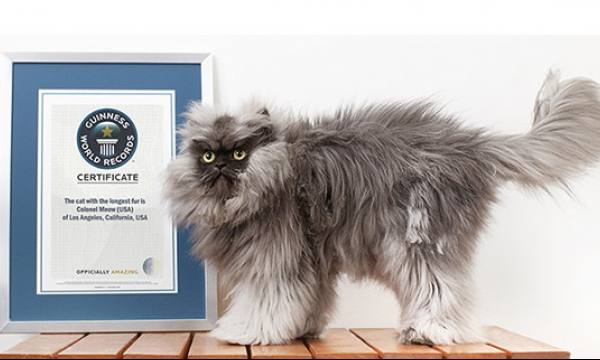 GUINNESS
WORLD RECORDS
CERTIFICATE
The cat with the longest fur is
Colonel Meow (USA)
of Los Angeles, California, USA
OFFICIALLY AMAZING